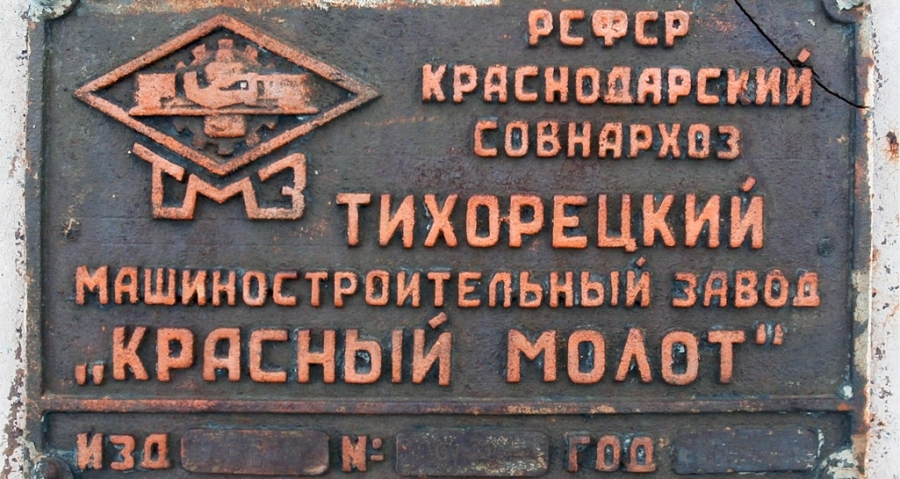 РСФСР
КРАСНОДАРСКИЙ
СОВНАРХОЗ
ТМЗ
ТИХОРЕЦКИЙ
МАШИНОСТРОИТЕЛЬНЫЙ ЗАВОД
„КРАСНЫЙ МОЛОТ"
ИЗД № ГОД